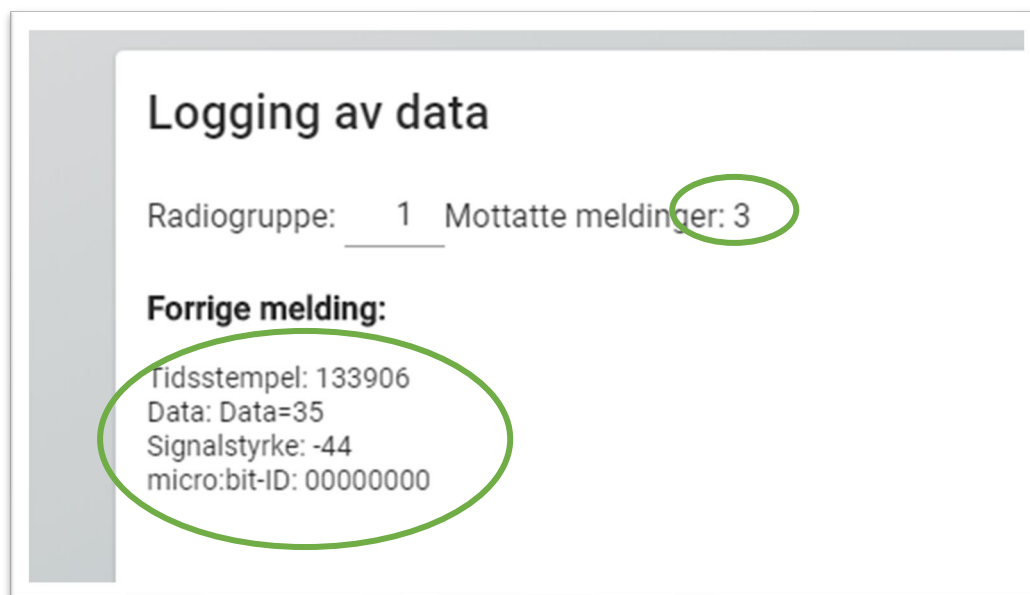 Logging av data
Radiogruppe: 1 Mottatte meldinger: 3
Forrige melding:
Tidsstempel: 133906
Data: Data=35
Signalstyrke: -44
micro:bit-ID: 00000000